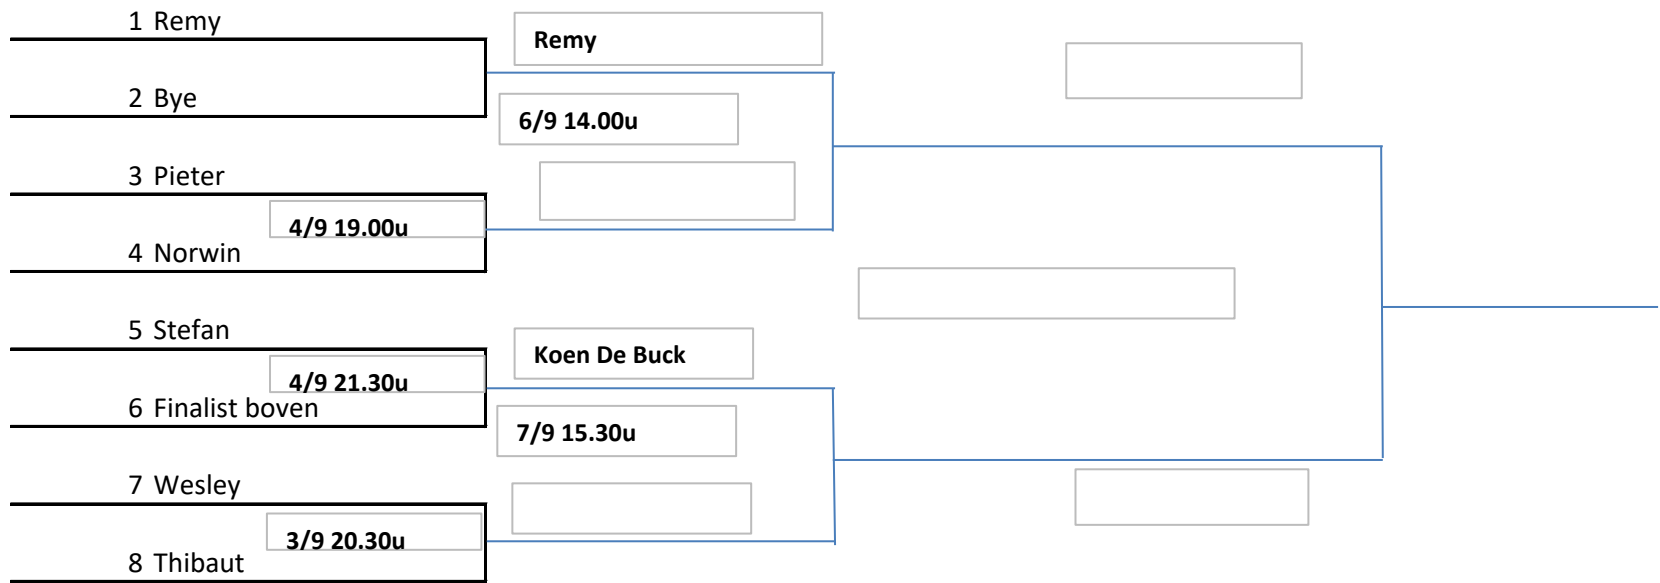 1 Remy
Remy
2 Bye
6/9 14.00u
3 Pieter
4/9 19.00u
4 Norwin
5 Stefan
Koen De Buck
4/9 21.30u
6 Finalist boven
7/9 15.30u
7 Wesley
3/9 20.30u
8 Thibaut